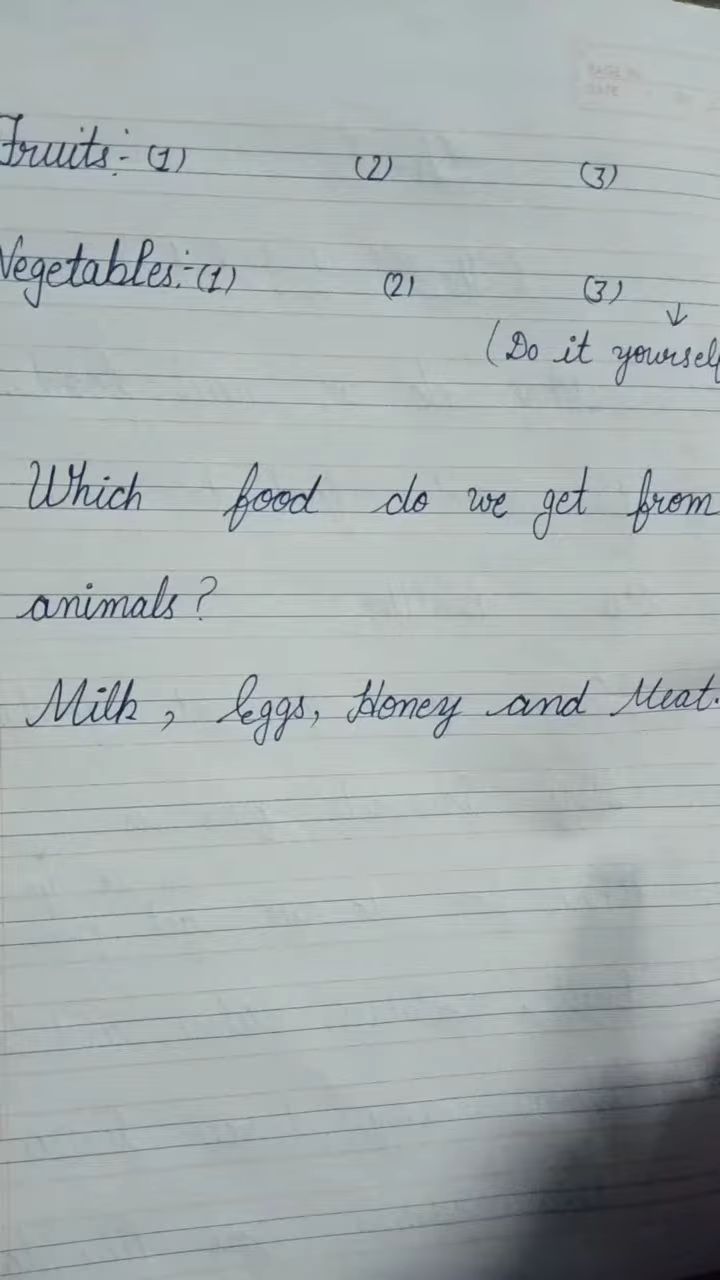 Fruits:- (1) (2) (3)
Vegetables:- (1) (2) (3)
↓
(Do it yourself
Which food do we get from
animals?
Milk, Eggs, Honey and Meat.